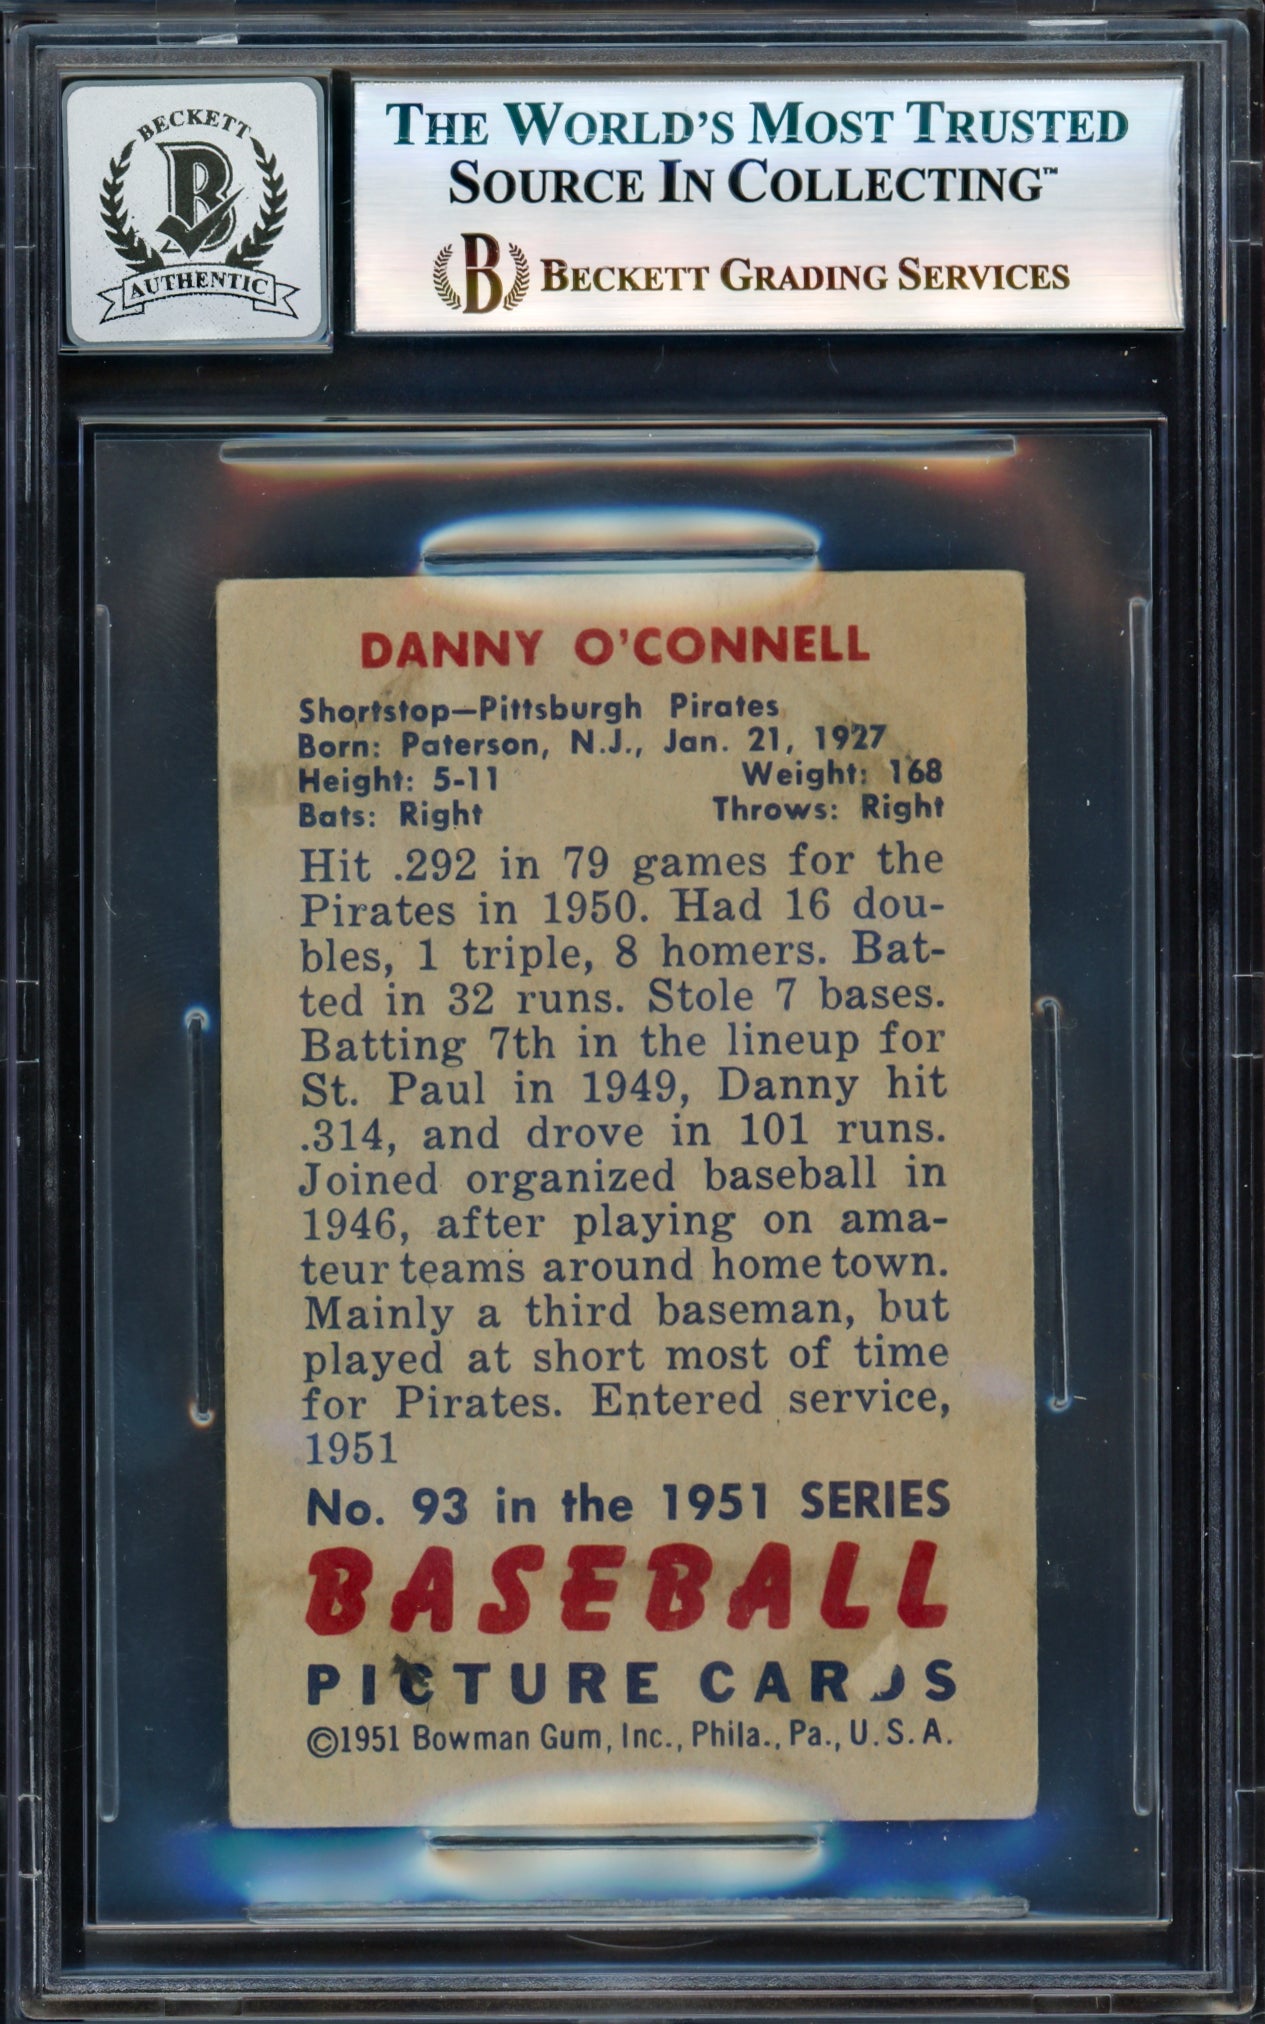 BECKETT
B
AUTHENTIC
THE WORLD'S MOST TRUSTED
SOURCE IN COLLECTING™
B BECKETT GRADING SERVICES
DANNY O'CONNELL
Shortstop—Pittsburgh Pirates
Born: Paterson, N.J., Jan. 21, 1927
Height: 5-11 Weight: 168
Bats: Right Throws: Right
Hit .292 in 79 games for the
Pirates in 1950. Had 16 dou-
bles, 1 triple, 8 homers. Bat-
ted in 32 runs. Stole 7 bases.
Batting 7th in the lineup for
St. Paul in 1949, Danny hit
.314, and drove in 101 runs.
Joined organized baseball in
1946, after playing on ama-
teur teams around home town.
Mainly a third baseman, but
played at short most of time
for Pirates. Entered service,
1951
No. 93 in the 1951 SERIES
BASEBALL
PICTURE CARDS
©1951 Bowman Gum, Inc., Phila., Pa., U.S.A.